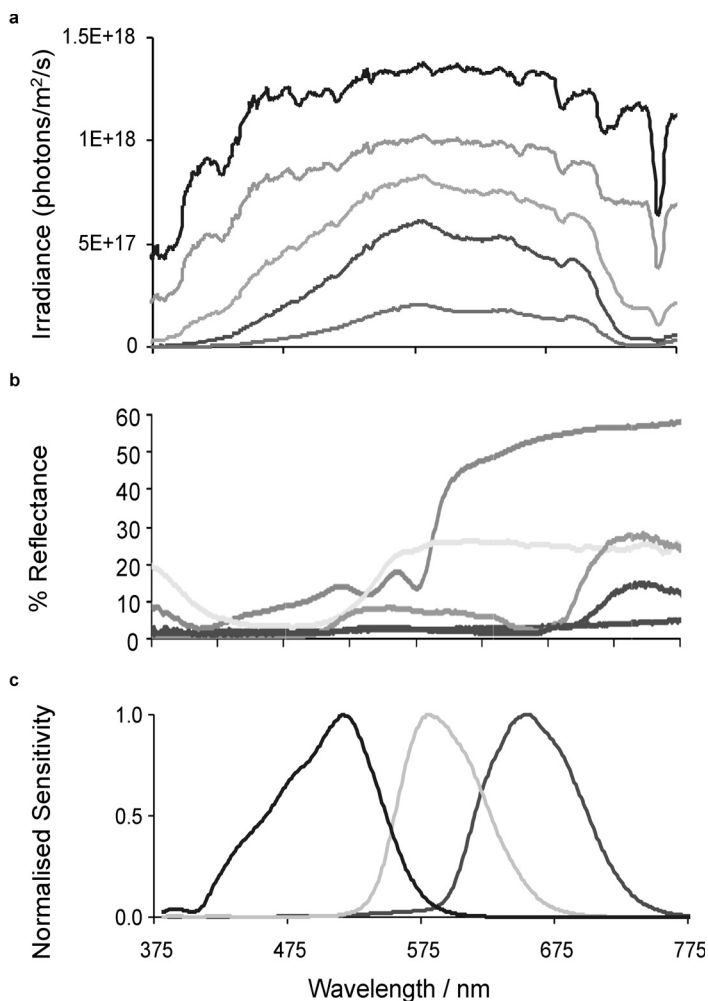 a
1.5E+18
1E+18
5E+17
0
Irradiance (photons/m²/s)
b
60
50
40
30
20
10
0
% Reflectance
c
1.0
0.5
0.0
Normalised Sensitivity
375 475 575 675 775
Wavelength / nm